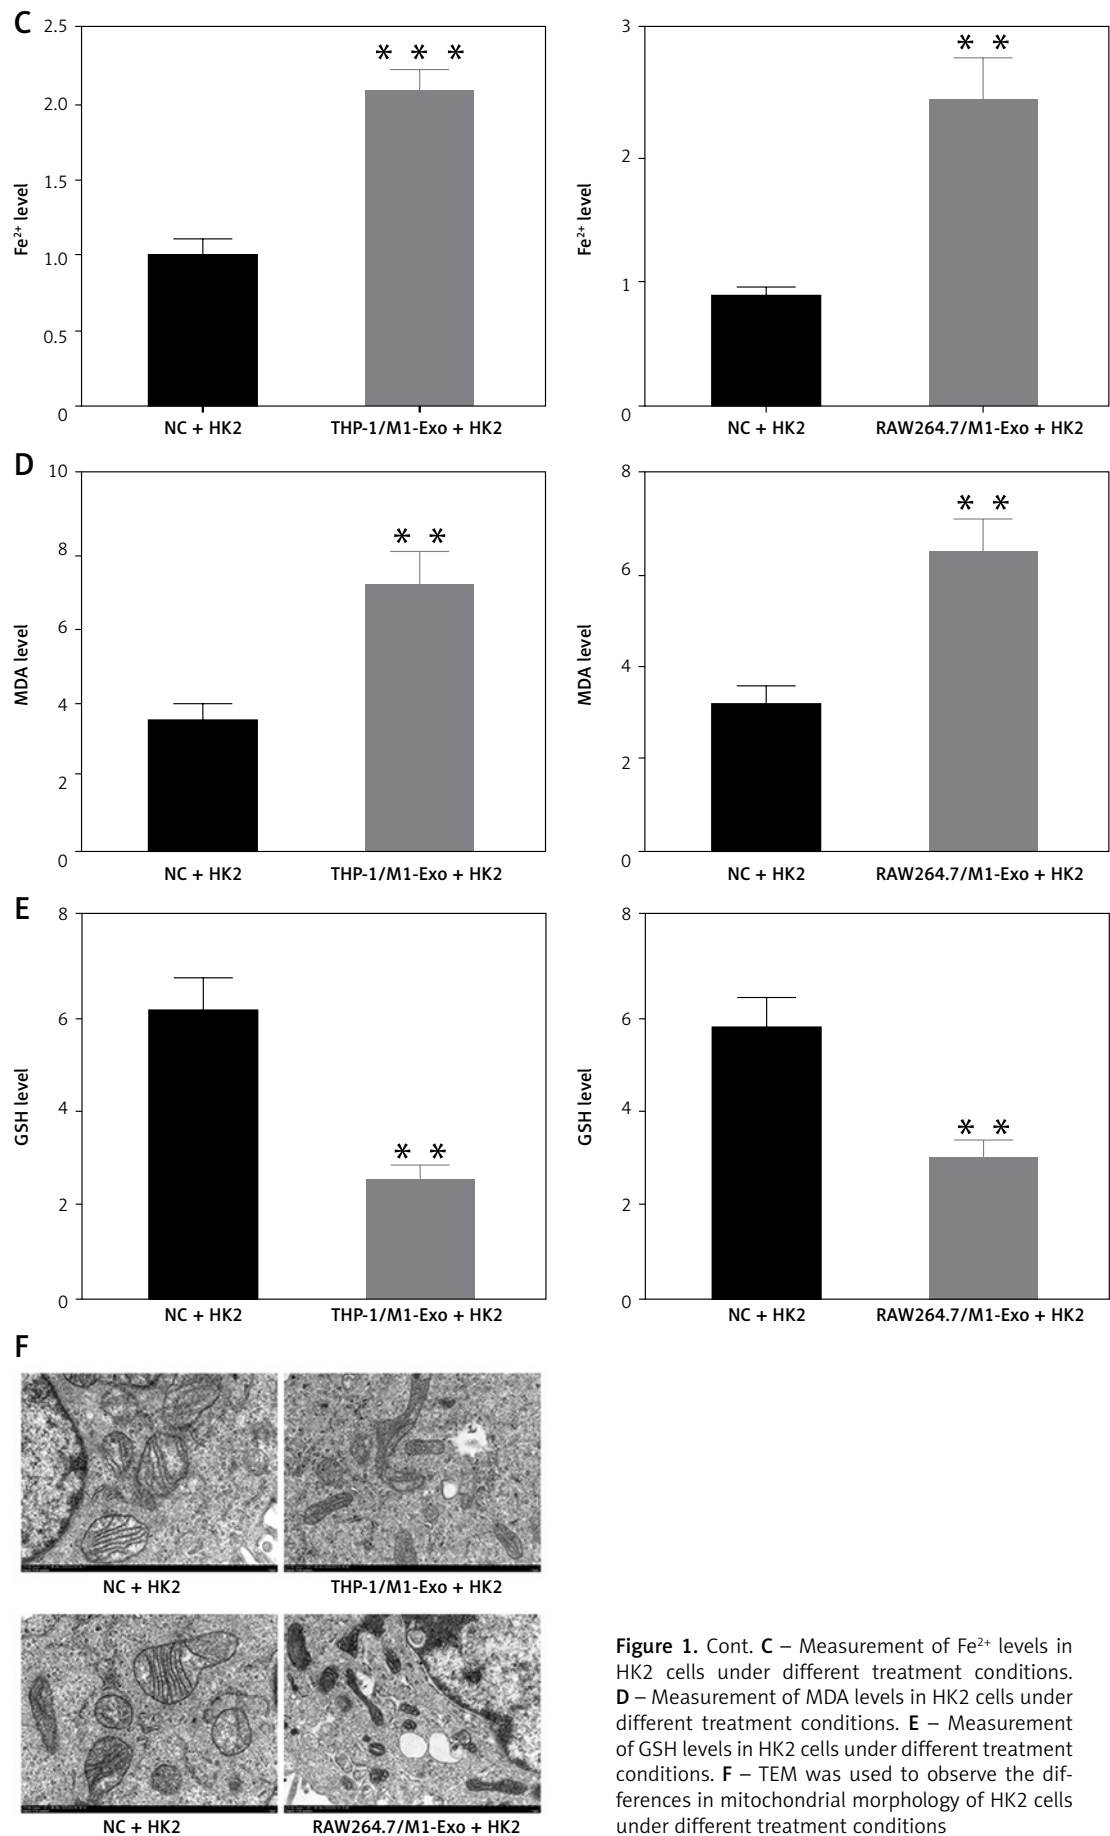 C
2.5
2.0
1.5
1.0
0.5
0
Fe²⁺ level
* * *
NC + HK2
THP-1/M1-Exo + HK2
3
2
1
0
Fe²⁺ level
* *
NC + HK2
RAW264.7/M1-Exo + HK2
D
10
8
6
4
2
0
MDA level
* *
NC + HK2
THP-1/M1-Exo + HK2
8
6
4
2
0
MDA level
* *
NC + HK2
RAW264.7/M1-Exo + HK2
E
8
6
4
2
0
GSH level
* *
NC + HK2
THP-1/M1-Exo + HK2
8
6
4
2
0
GSH level
* *
NC + HK2
RAW264.7/M1-Exo + HK2
F
NC + HK2
THP-1/M1-Exo + HK2
NC + HK2
RAW264.7/M1-Exo + HK2
Figure 1. Cont. C – Measurement of Fe²⁺ levels in
HK2 cells under different treatment conditions.
D – Measurement of MDA levels in HK2 cells under
different treatment conditions. E – Measurement
of GSH levels in HK2 cells under different treatment
conditions. F – TEM was used to observe the dif-
ferences in mitochondrial morphology of HK2 cells
under different treatment conditions